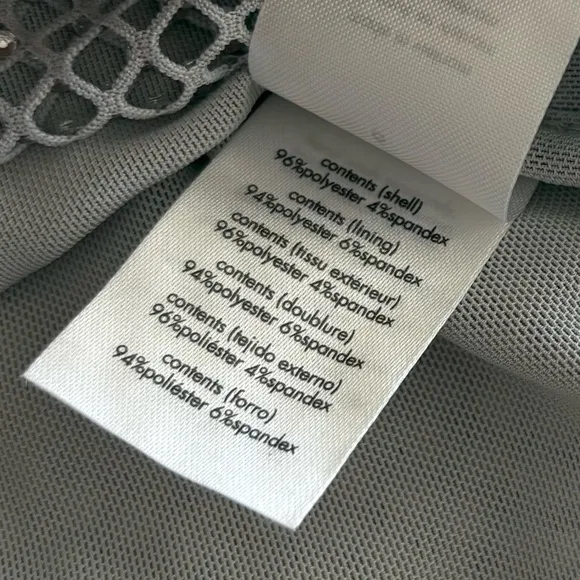 contents (shell)
96%polyester 4%spandex
contents (lining)
94%polyester 6%spandex
contents (tissu extérieur)
96%polyester 4%spandex
contents (doublure)
94%polyester 6%spandex
contents (tejido externo)
96%poliéster 4%spandex
contents (forro)
94%poliéster 6%spandex